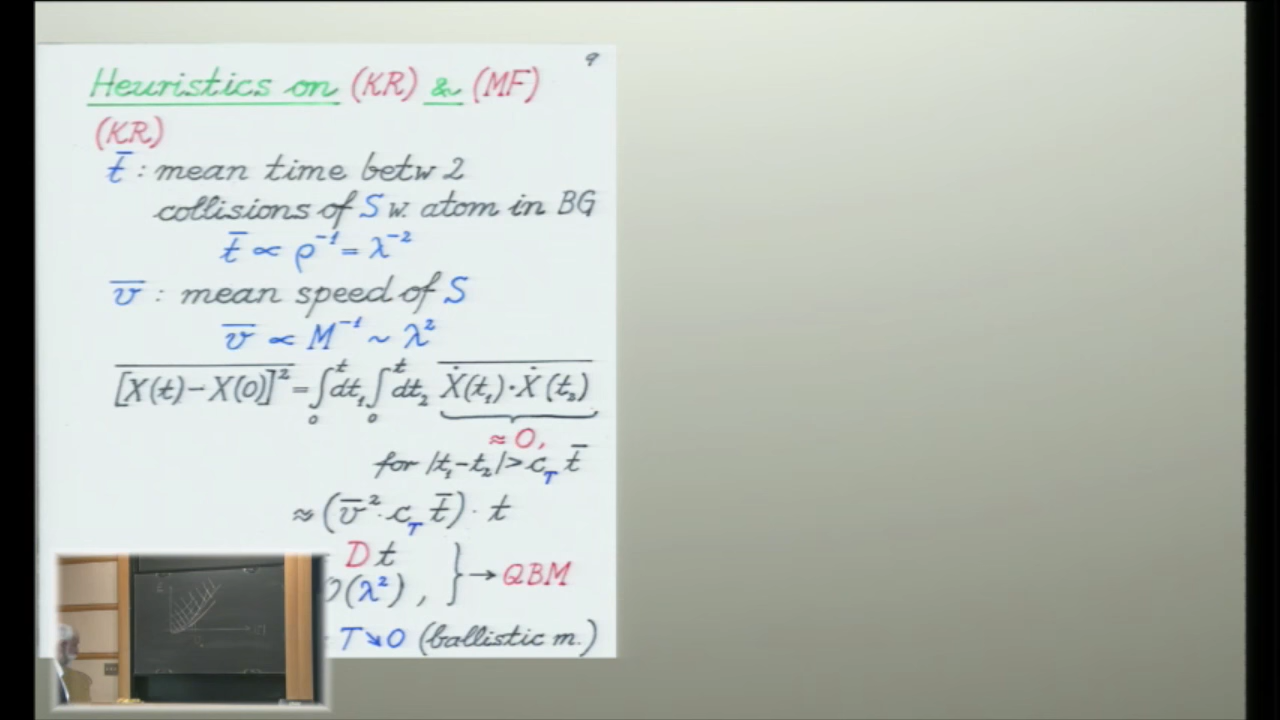 9
Heuristics on (KR) & (MF)
(KR)
t̄ : mean time betw 2
collisions of S w. atom in BG
t̄ ∝ ρ⁻¹ = λ⁻²
v̄ : mean speed of S
v̄ ∝ M⁻¹ ~ λ²
[X(t) – X(0)]² = ∫₀ᵗ dt₁ ∫₀ᵗ dt₂ Ẋ(t₁)·Ẋ(t₂)
≈ 0,
for |t₁–t₂| > c_T t̄
≈ (v̄² · c_T t̄) · t
D t
O(λ²) , } → QBM
T ↘ 0 (ballistic m.)